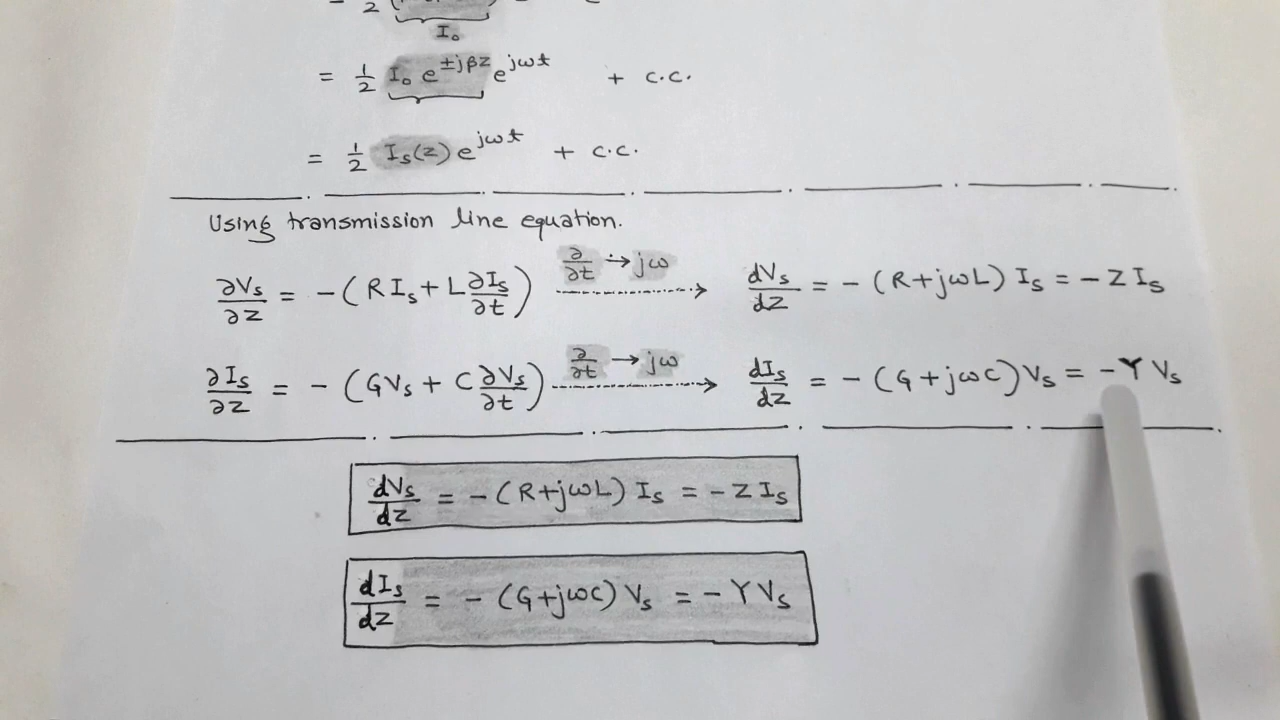 I₀
= 1/2 I₀ e^{±jβz} e^{jωt} + c.c.
= 1/2 Iₛ(z) e^{jωt} + c.c.
Using transmission line equation.
∂Vₛ/∂z = -(RIₛ + L∂Iₛ/∂t) ∂/∂t → jω dVₛ/dz = -(R+jωL) Iₛ = -Z Iₛ
∂Iₛ/∂z = -(GVₛ + C∂Vₛ/∂t) ∂/∂t → jω dIₛ/dz = -(G+jωC)Vₛ = -Y Vₛ
dVₛ/dz = -(R+jωL) Iₛ = -Z Iₛ
dIₛ/dz = -(G+jωC) Vₛ = -Y Vₛ